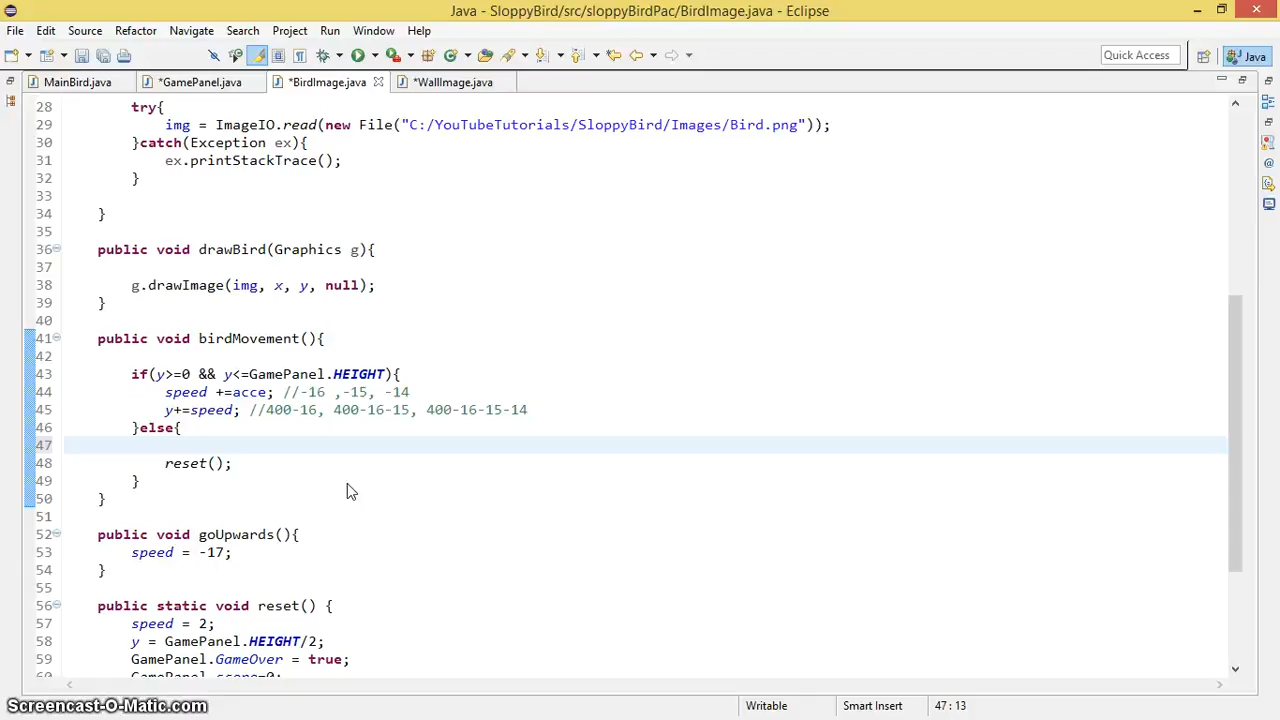 Java - SloppyBird/src/sloppyBirdPac/BirdImage.java - Eclipse
File Edit Source Refactor Navigate Search Project Run Window Help
Quick Access Java
MainBird.java *GamePanel.java *BirdImage.java *WallImage.java
28 try{
29 img = ImageIO.read(new File("C:/YouTubeTutorials/SloppyBird/Images/Bird.png"));
30 }catch(Exception ex){
31 ex.printStackTrace();
32 }
33
34 }
35
36 public void drawBird(Graphics g){
37
38 g.drawImage(img, x, y, null);
39 }
40
41 public void birdMovement(){
42
43 if(y>=0 && y<=GamePanel.HEIGHT){
44 speed +=acce; //-16 ,-15, -14
45 y+=speed; //400-16, 400-16-15, 400-16-15-14
46 }else{
47
48 reset();
49 }
50 }
51
52 public void goUpwards(){
53 speed = -17;
54 }
55
56 public static void reset() {
57 speed = 2;
58 y = GamePanel.HEIGHT/2;
59 GamePanel.GameOver = true;
60 GamePanel.score=0;
Screencast-O-Matic.com Writable Smart Insert 47 : 13